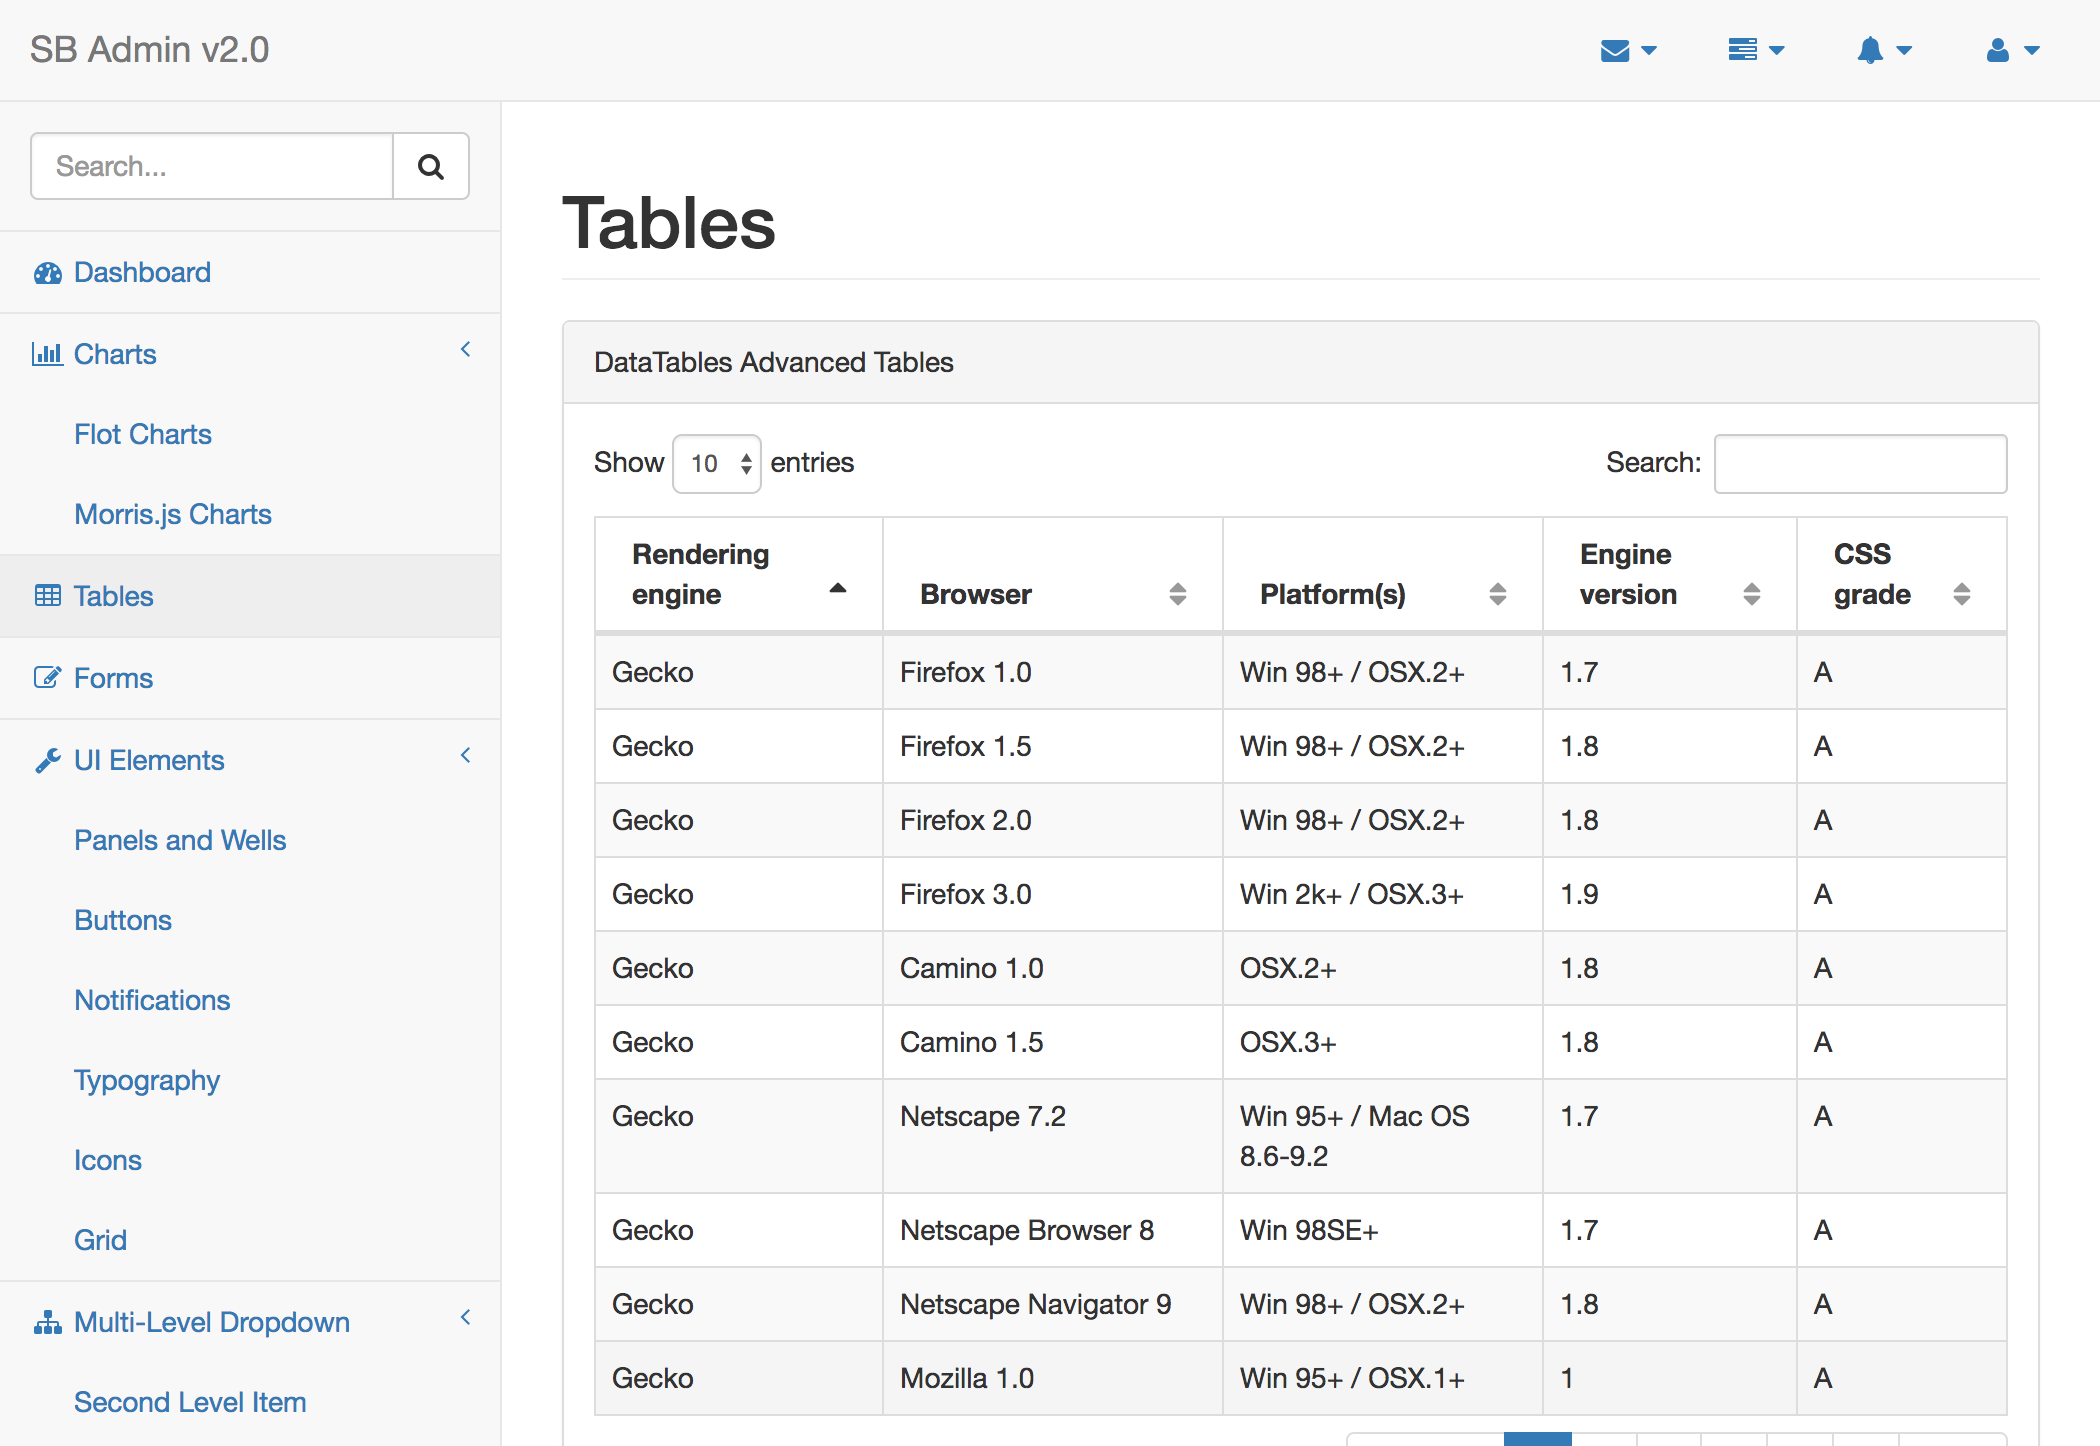 SB Admin v2.0
Search...
Dashboard
Charts
Flot Charts
Morris.js Charts
Tables
Forms
UI Elements
Panels and Wells
Buttons
Notifications
Typography
Icons
Grid
Multi-Level Dropdown
Second Level Item
Tables
DataTables Advanced Tables
Show 10 entries Search:
Rendering engine Browser Platform(s) Engine version CSS grade
Gecko Firefox 1.0 Win 98+ / OSX.2+ 1.7 A
Gecko Firefox 1.5 Win 98+ / OSX.2+ 1.8 A
Gecko Firefox 2.0 Win 98+ / OSX.2+ 1.8 A
Gecko Firefox 3.0 Win 2k+ / OSX.3+ 1.9 A
Gecko Camino 1.0 OSX.2+ 1.8 A
Gecko Camino 1.5 OSX.3+ 1.8 A
Gecko Netscape 7.2 Win 95+ / Mac OS 8.6-9.2 1.7 A
Gecko Netscape Browser 8 Win 98SE+ 1.7 A
Gecko Netscape Navigator 9 Win 98+ / OSX.2+ 1.8 A
Gecko Mozilla 1.0 Win 95+ / OSX.1+ 1 A